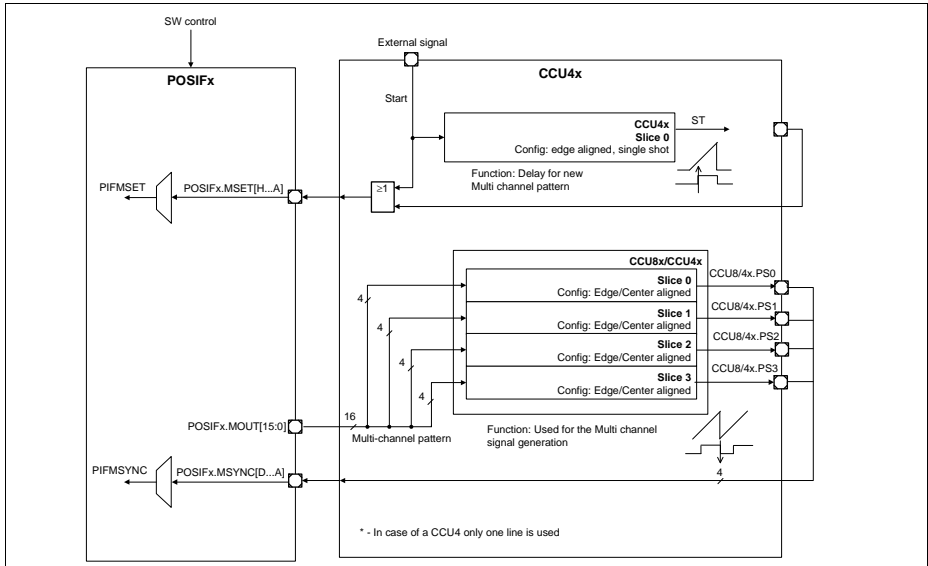 SW control
External signal
POSIFx
CCU4x
Start
CCU4x
Slice 0
Config: edge aligned, single shot
ST
Function: Delay for new
Multi channel pattern
PIFMSET
POSIFx.MSET[H...A]
≥1
CCU8x/CCU4x
Slice 0
Config: Edge/Center aligned
CCU8/4x.PS0
Slice 1
Config: Edge/Center aligned
CCU8/4x.PS1
Slice 2
Config: Edge/Center aligned
CCU8/4x.PS2
Slice 3
Config: Edge/Center aligned
CCU8/4x.PS3
4
4
4
4
POSIFx.MOUT[15:0]
16
Multi-channel pattern
Function: Used for the Multi channel
signal generation
PIFMSYNC
POSIFx.MSYNC[D...A]
4
* - In case of a CCU4 only one line is used